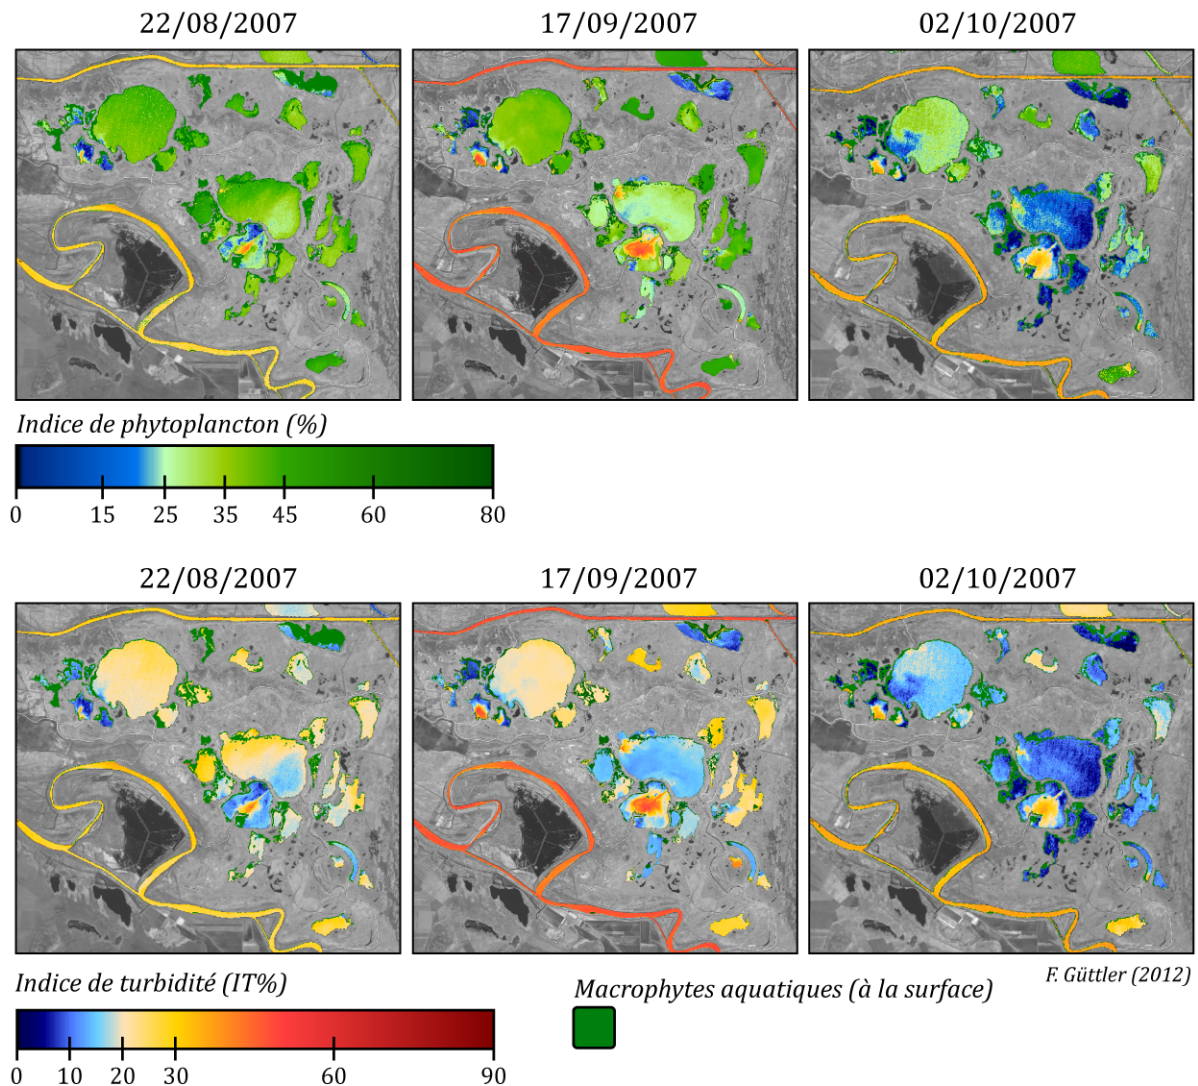 22/08/2007 17/09/2007 02/10/2007
Indice de phytoplancton (%)
0 15 25 35 45 60 80
22/08/2007 17/09/2007 02/10/2007
Indice de turbidité (IT%)
0 10 20 30 60 90
Macrophytes aquatiques (à la surface)
F. Güttler (2012)